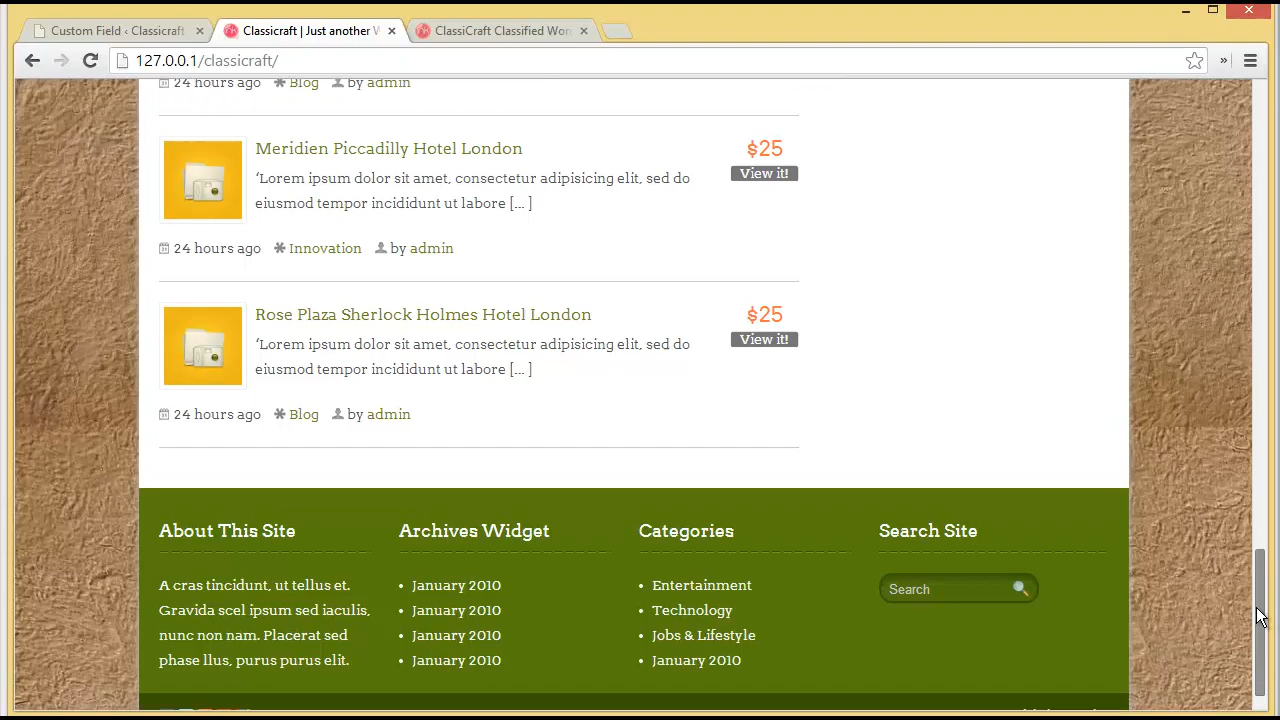 Custom Field ‹ Classicraft
Classicraft | Just another W
ClassiCraft Classified Wor
127.0.0.1/classicraft/
»
24 hours ago Blog by admin
Meridien Piccadilly Hotel London
$25
‘Lorem ipsum dolor sit amet, consectetur adipisicing elit, sed do
View it!
eiusmod tempor incididunt ut labore [... ]
24 hours ago Innovation by admin
Rose Plaza Sherlock Holmes Hotel London
$25
‘Lorem ipsum dolor sit amet, consectetur adipisicing elit, sed do
View it!
eiusmod tempor incididunt ut labore [... ]
24 hours ago Blog by admin
About This Site
A cras tincidunt, ut tellus et.
Gravida scel ipsum sed iaculis,
nunc non nam. Placerat sed
phase llus, purus purus elit.
Archives Widget
• January 2010
• January 2010
• January 2010
• January 2010
Categories
• Entertainment
• Technology
• Jobs & Lifestyle
• January 2010
Search Site
Search